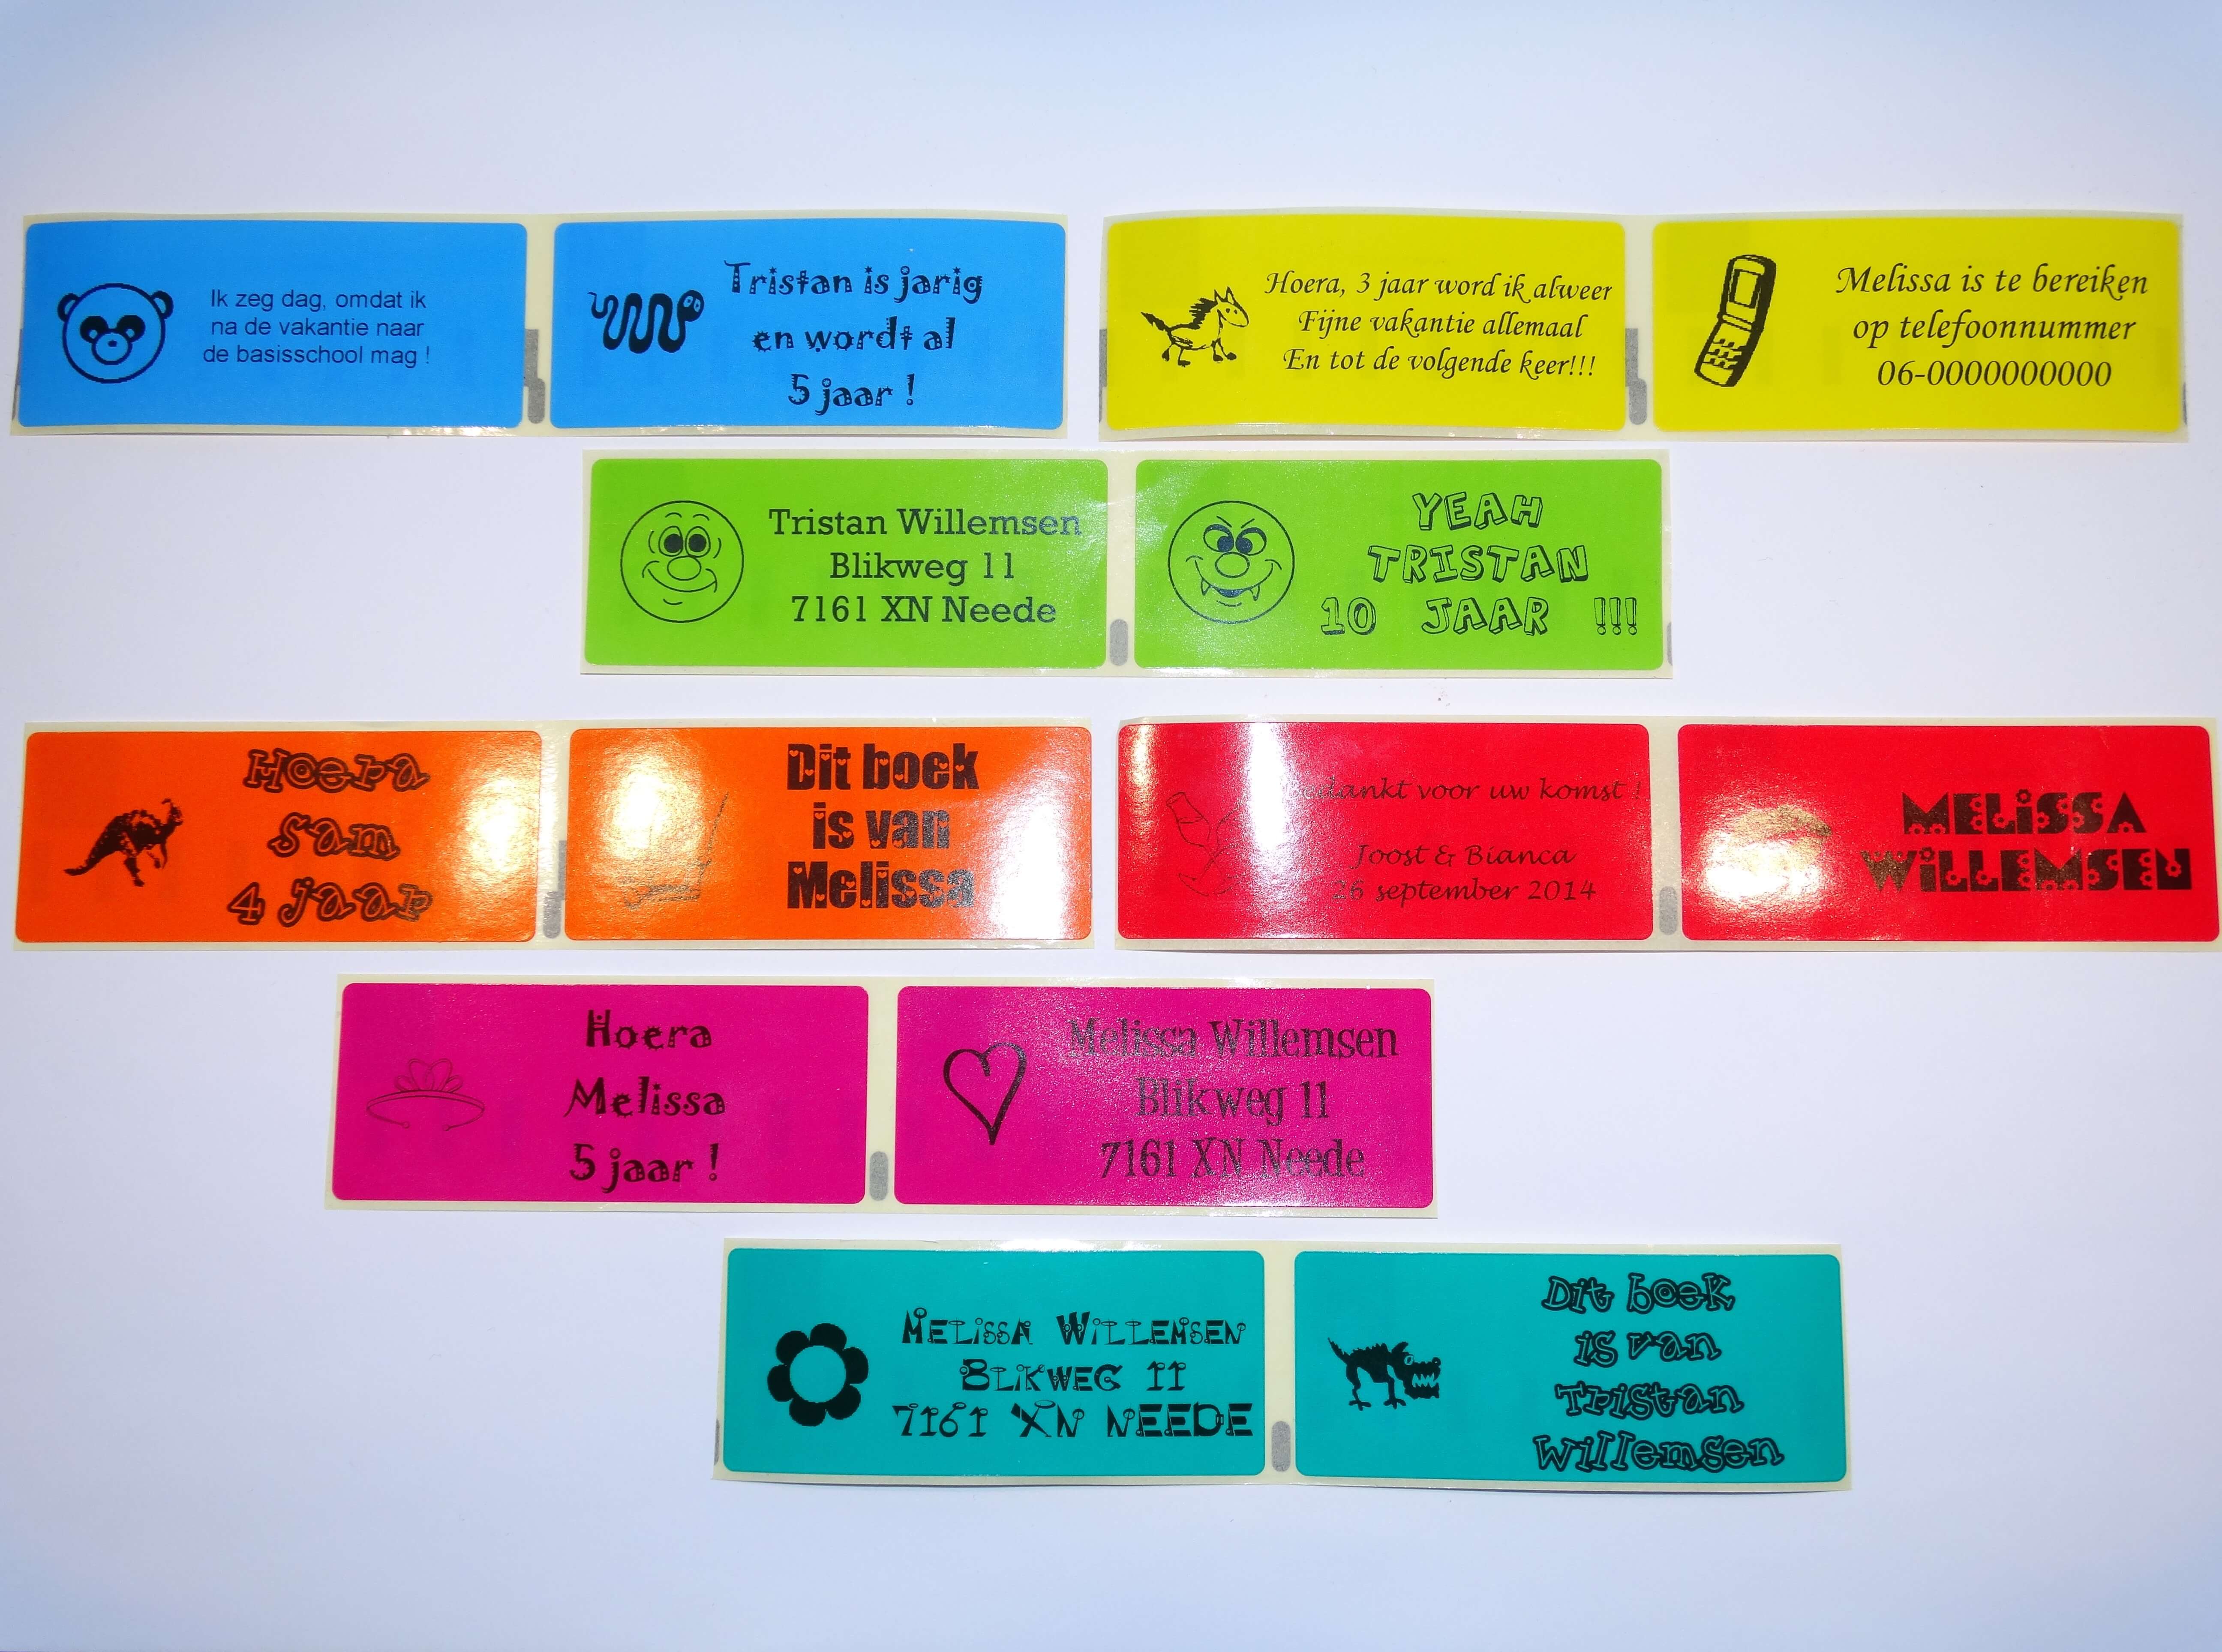 Ik zeg dag, omdat ik
na de vakantie naar
de basisschool mag !
Tristan is jarig
en wordt al
5 jaar !
Hoera, 3 jaar word ik alweer
Fijne vakantie allemaal
En tot de volgende keer!!!
Melissa is te bereiken
op telefoonnummer
06-0000000000
Tristan Willemsen
Blikweg 11
7161 XN Neede
YEAH
TRISTAN
10 JAAR !!!
Hoera
Sam
4 jaar
Dit boek
is van
Melissa
Bedankt voor uw komst !
Joost & Bianca
26 september 2014
MELiSSA
WiLLEMSEN
Hoera
Melissa
5 jaar !
Melissa Willemsen
Blikweg 11
7161 XN Neede
MELiSSA WiLLEMSEN
BLiKWEG 11
7161 XN NEEDE
Dit boek
is van
Tristan
Willemsen